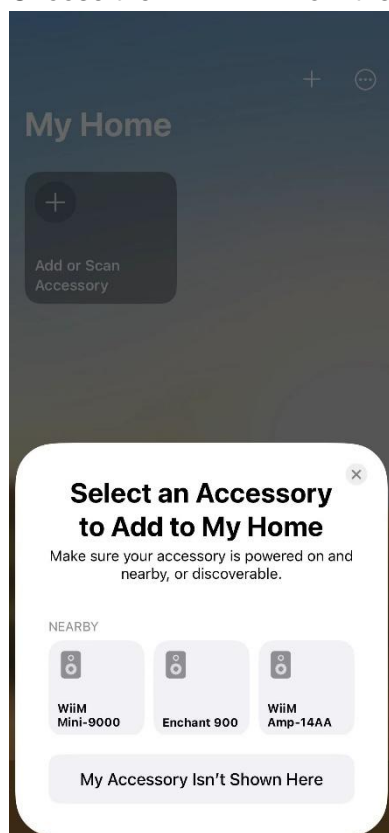 My Home
Add or Scan
Accessory
Select an Accessory
to Add to My Home
Make sure your accessory is powered on and
nearby, or discoverable.
NEARBY
WiiM
Mini-9000
Enchant 900
WiiM
Amp-14AA
My Accessory Isn't Shown Here